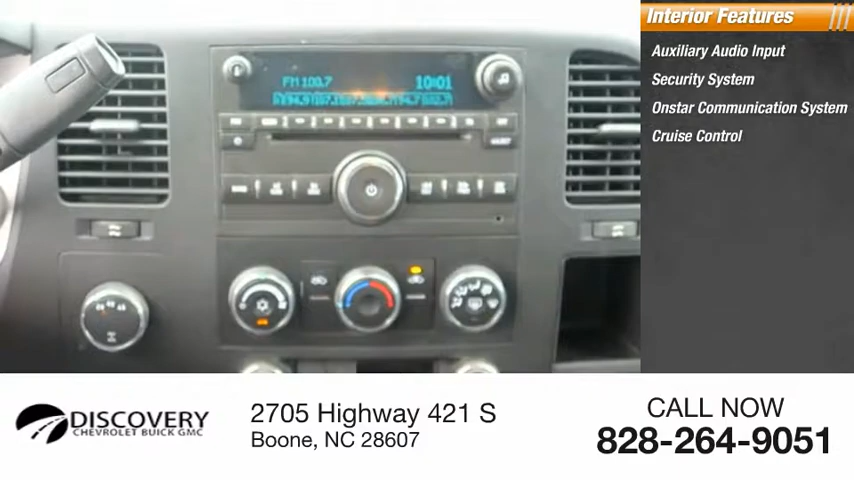 Interior Features
Auxiliary Audio Input
Security System
Onstar Communication System
Cruise Control
FM 100.7
10:01
DISCOVERY
CHEVROLET BUICK GMC
2705 Highway 421 S
Boone, NC 28607
CALL NOW
828-264-9051